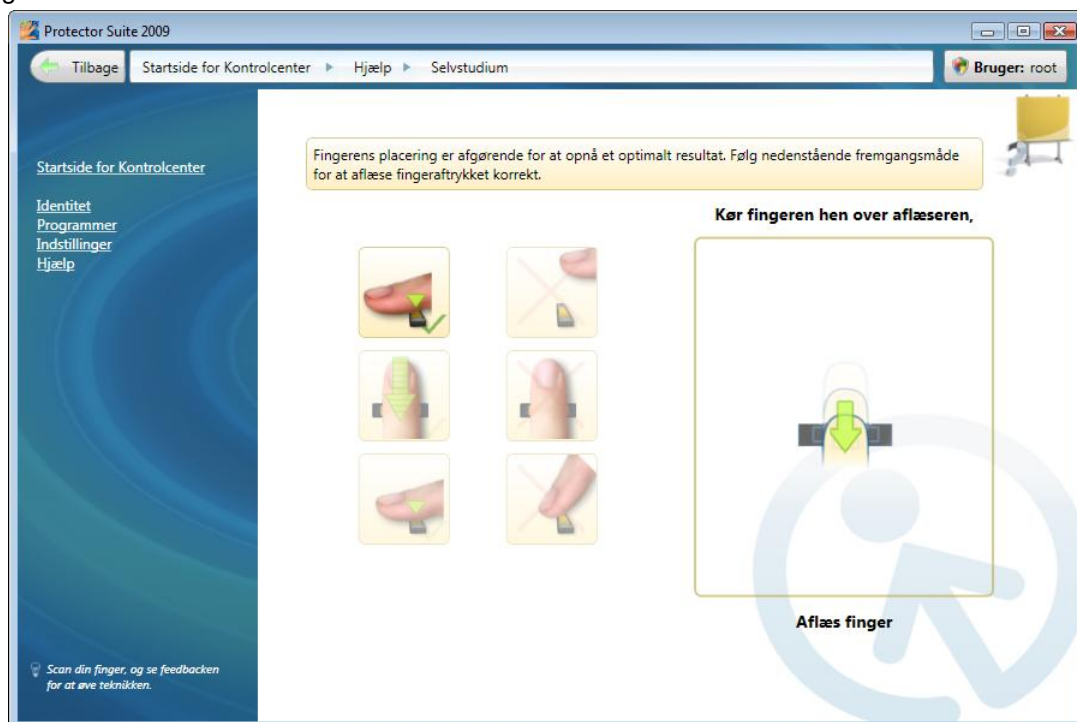 Protector Suite 2009
Tilbage Startside for Kontrolcenter Hjælp Selvstudium Bruger: root
Startside for Kontrolcenter
Identitet
Programmer
Indstillinger
Hjælp
Fingerens placering er afgørende for at opnå et optimalt resultat. Følg nedenstående fremgangsmåde
for at aflæse fingeraftrykket korrekt.
Kør fingeren hen over aflæseren,
Aflæs finger
Scan din finger, og se feedbacken
for at øve teknikken.